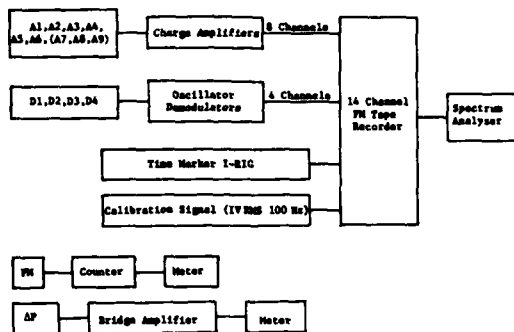 A1,A2,A3,A4,
A5,A6,(A7,A8,A9)
Charge Amplifiers
8 Channels
D1,D2,D3,D4
Oscillator
Demodulators
4 Channels
14 Channel
FM Tape
Recorder
Spectrum
Analyser
Time Marker I-RIG
Calibration Signal (1V RMS 100 Hz)
FM
Counter
Meter
ΔP
Bridge Amplifier
Meter